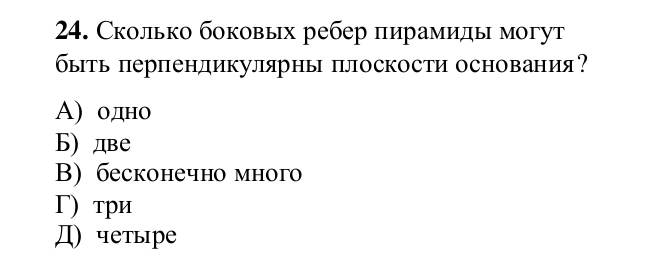 24. Сколько боковых ребер пирамиды могут
быть перпендикулярны плоскости основания?
А) одно
Б) две
В) бесконечно много
Г) три
Д) четыре